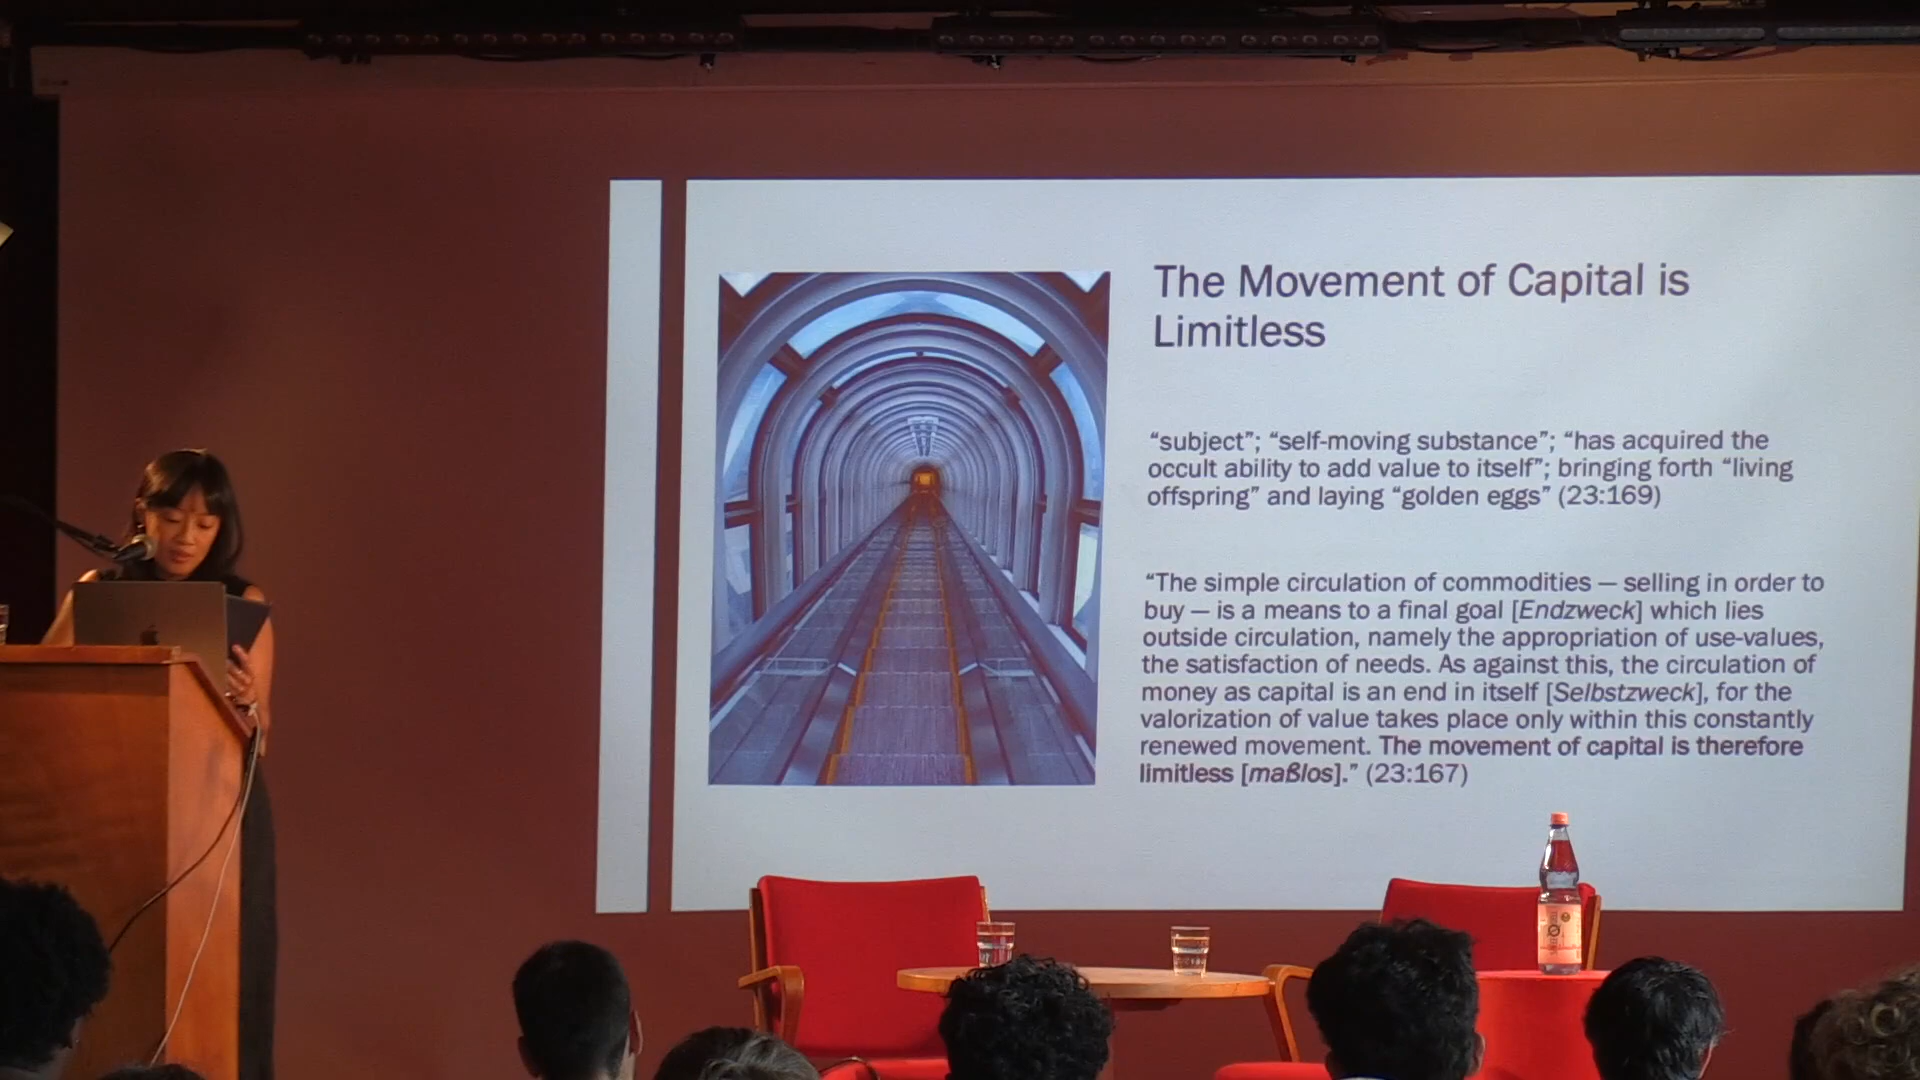 The Movement of Capital is
Limitless
“subject”; “self-moving substance”; “has acquired the
occult ability to add value to itself”; bringing forth “living
offspring” and laying “golden eggs” (23:169)
“The simple circulation of commodities — selling in order to
buy — is a means to a final goal [Endzweck] which lies
outside circulation, namely the appropriation of use-values,
the satisfaction of needs. As against this, the circulation of
money as capital is an end in itself [Selbstzweck], for the
valorization of value takes place only within this constantly
renewed movement. The movement of capital is therefore
limitless [maßlos].” (23:167)